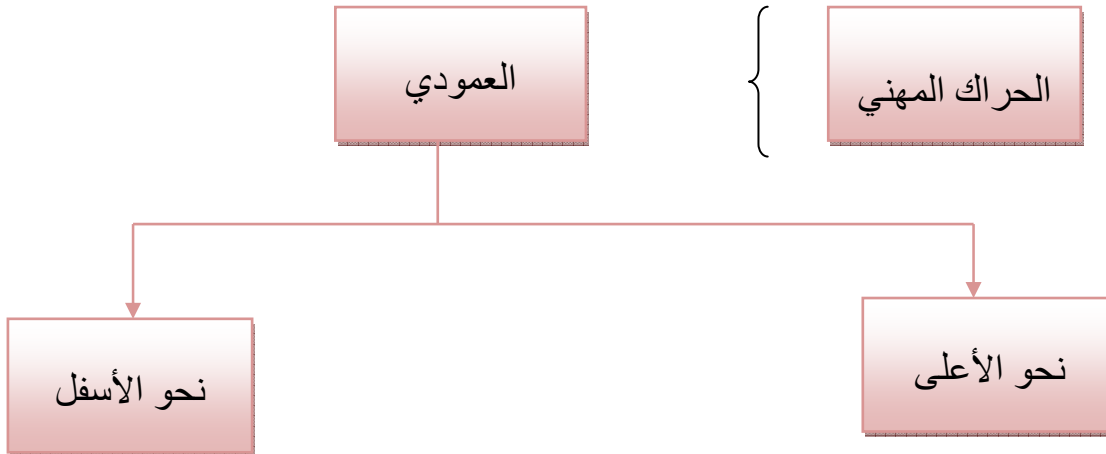 الحراك المهني
العمودي
نحو الأعلى
نحو الأسفل